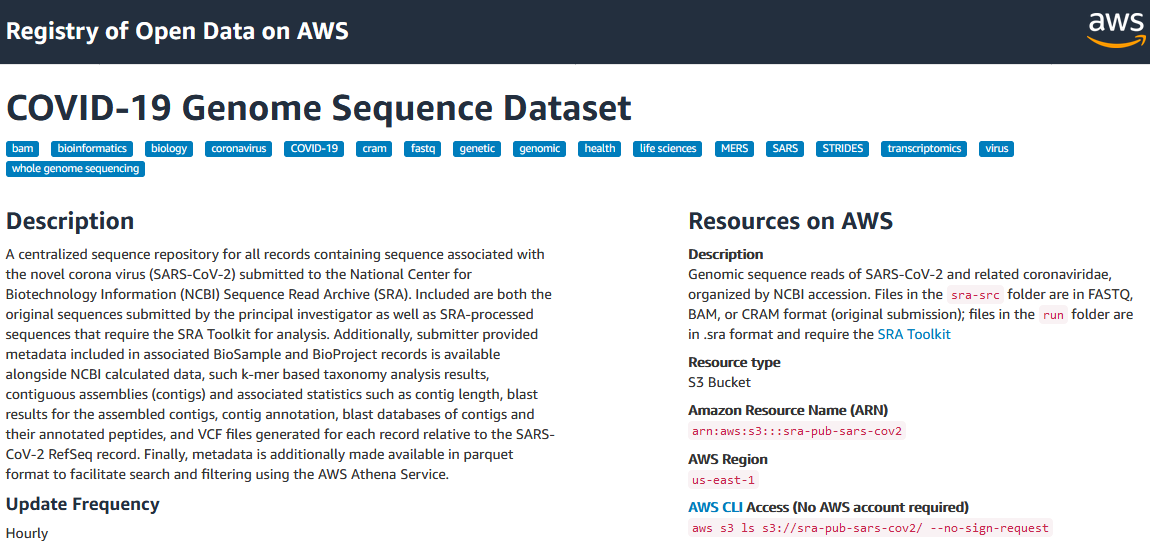 Registry of Open Data on AWS
aws
COVID-19 Genome Sequence Dataset
bam bioinformatics biology coronavirus COVID-19 cram fastq genetic genomic health life sciences MERS SARS STRIDES transcriptomics virus
whole genome sequencing
Description
A centralized sequence repository for all records containing sequence associated with
the novel corona virus (SARS-CoV-2) submitted to the National Center for
Biotechnology Information (NCBI) Sequence Read Archive (SRA). Included are both the
original sequences submitted by the principal investigator as well as SRA-processed
sequences that require the SRA Toolkit for analysis. Additionally, submitter provided
metadata included in associated BioSample and BioProject records is available
alongside NCBI calculated data, such k-mer based taxonomy analysis results,
contiguous assemblies (contigs) and associated statistics such as contig length, blast
results for the assembled contigs, contig annotation, blast databases of contigs and
their annotated peptides, and VCF files generated for each record relative to the SARS-
CoV-2 RefSeq record. Finally, metadata is additionally made available in parquet
format to facilitate search and filtering using the AWS Athena Service.
Update Frequency
Hourly
Resources on AWS
Description
Genomic sequence reads of SARS-CoV-2 and related coronaviridae,
organized by NCBI accession. Files in the sra-src folder are in FASTQ,
BAM, or CRAM format (original submission); files in the run folder are
in .sra format and require the SRA Toolkit
Resource type
S3 Bucket
Amazon Resource Name (ARN)
arn:aws:s3:::sra-pub-sars-cov2
AWS Region
us-east-1
AWS CLI Access (No AWS account required)
aws s3 ls s3://sra-pub-sars-cov2/ --no-sign-request